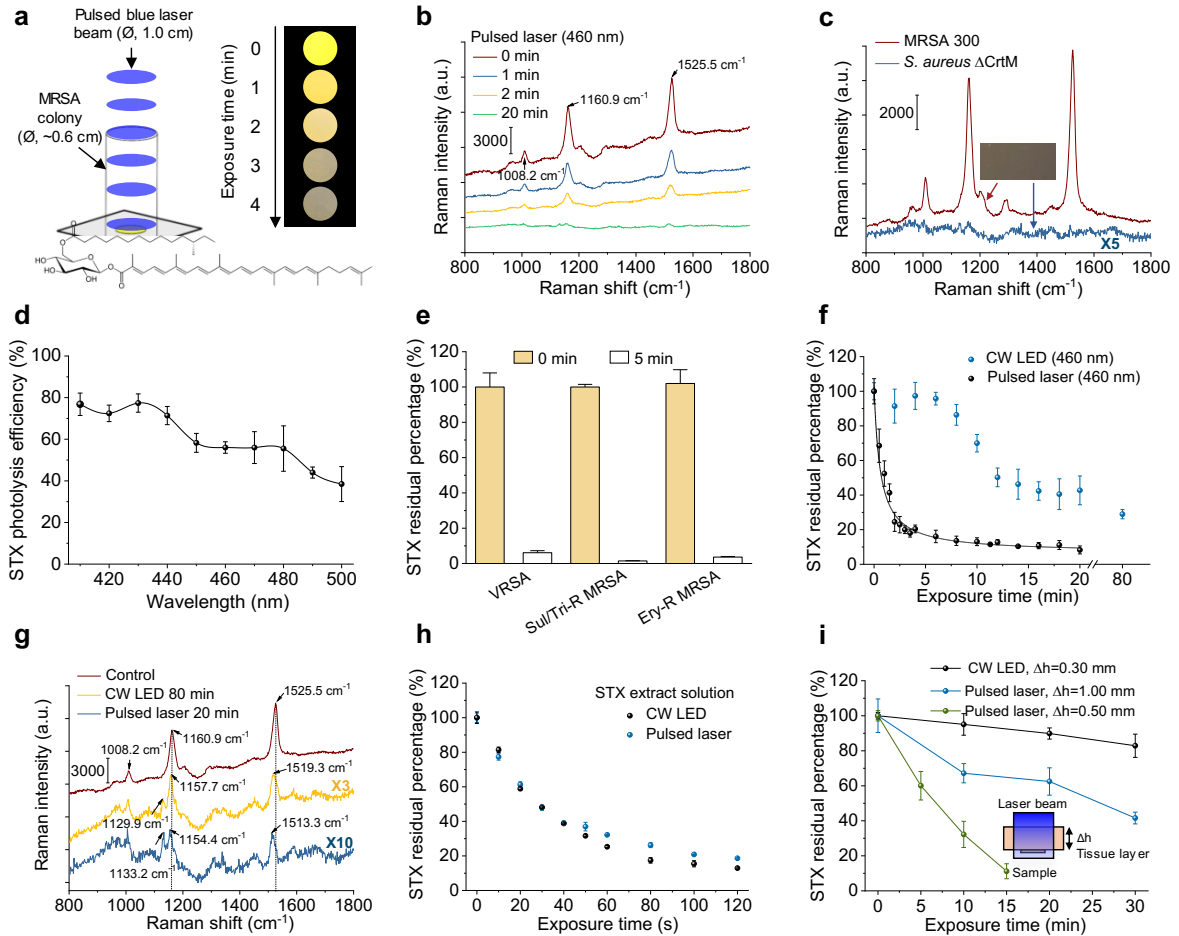 a
Pulsed blue laser
beam (Ø, 1.0 cm)
MRSA
colony
(Ø, ~0.6 cm)
Exposure time (min)
0
1
2
3
4
O
O
HO
HO
HO
OH
O
O
O
b
Pulsed laser (460 nm)
0 min
1 min
2 min
20 min
1525.5 cm⁻¹
1160.9 cm⁻¹
3000
1008.2 cm⁻¹
Raman intensity (a.u.)
800 1000 1200 1400 1600 1800
Raman shift (cm⁻¹)
c
MRSA 300
S. aureus ΔCrtM
2000
X5
Raman intensity (a.u.)
800 1000 1200 1400 1600 1800
Raman shift (cm⁻¹)
d
STX photolysis efficiency (%)
100
80
60
40
20
0
420 440 460 480 500
Wavelength (nm)
e
0 min 5 min
STX residual percentage (%)
120
100
80
60
40
20
0
VRSA
Sul/Tri-R MRSA
Ery-R MRSA
f
CW LED (460 nm)
Pulsed laser (460 nm)
STX residual percentage (%)
120
100
80
60
40
20
0
0 5 10 15 20 80
Exposure time (min)
g
Control
CW LED 80 min
Pulsed laser 20 min
1525.5 cm⁻¹
1160.9 cm⁻¹
1008.2 cm⁻¹
3000
1519.3 cm⁻¹
X3
1157.7 cm⁻¹
1129.9 cm⁻¹
1513.3 cm⁻¹
X10
1154.4 cm⁻¹
1133.2 cm⁻¹
Raman intensity (a.u.)
800 1000 1200 1400 1600 1800
Raman shift (cm⁻¹)
h
STX extract solution
CW LED
Pulsed laser
STX residual percentage (%)
120
100
80
60
40
20
0
0 20 40 60 80 100 120
Exposure time (s)
i
CW LED, Δh=0.30 mm
Pulsed laser, Δh=1.00 mm
Pulsed laser, Δh=0.50 mm
STX residual percentage (%)
120
100
80
60
40
20
0
Laser beam
Δh
Tissue layer
Sample
0 5 10 15 20 25 30
Exposure time (min)